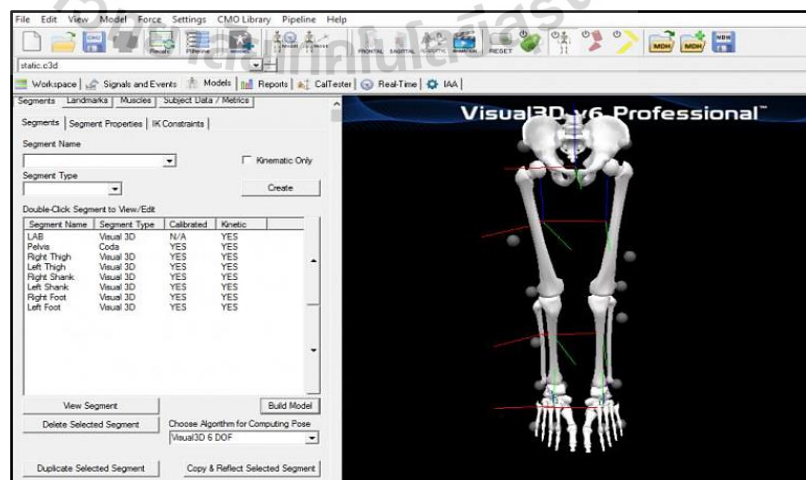 File Edit View Model Force Settings CMO Library Pipeline Help
Recalc Pipeline FRONTAL SAGITTAL RESET MDH MDH MDH
static.c3d
Workspace Signals and Events Models Reports CalTester Real-Time IAA
Segments Landmarks Muscles Subject Data / Metrics
Segments Segment Properties IK Constraints
Segment Name
Kinematic Only
Segment Type
Create
Double-Click Segment to View/Edit
Segment Name Segment Type Calibrated Kinetic
LAB Visual 3D N/A YES
Pelvis Coda YES YES
Right Thigh Visual 3D YES YES
Left Thigh Visual 3D YES YES
Right Shank Visual 3D YES YES
Left Shank Visual 3D YES YES
Right Foot Visual 3D YES YES
Left Foot Visual 3D YES YES
View Segment Build Model
Delete Selected Segment Choose Algorithm for Computing Pose
Visual3D 6 DOF
Duplicate Selected Segment Copy & Reflect Selected Segment
Visual3D v6 Professional™